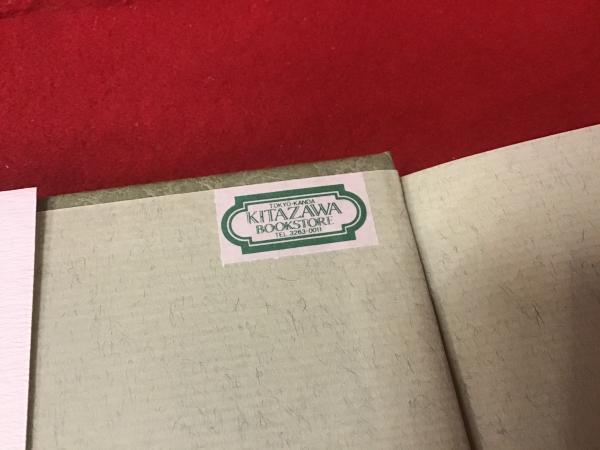 TOKYO-KANDA
KITAZAWA
BOOKSTORE
TEL. 3263-0011